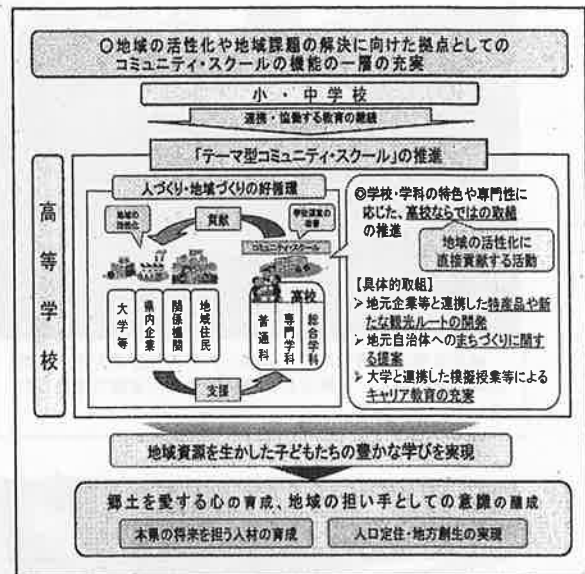 ○地域の活性化や地域課題の解決に向けた拠点としての
コミュニティ・スクールの機能の一層の充実
小・中学校
連携・協働する教育の継続
「テーマ型コミュニティ・スクール」の推進
高等学校
人づくり・地域づくりの好循環
地域の
活性化
貢献
学校課題の
改善
コミュニティ・スクール
大学等
県内企業
関係機関
地域住民
高校
普通科
専門学科
総合学科
支援
◎学校・学科の特色や専門性に
応じた、高校ならではの取組
の推進
地域の活性化に
直接貢献する活動
【具体的取組】
➢地元企業等と連携した特産品や新
たな観光ルートの開発
➢地元自治体へのまちづくりに関す
る提案
➢大学と連携した模擬授業等による
キャリア教育の充実
地域資源を生かした子どもたちの豊かな学びを実現
郷土を愛する心の育成、地域の担い手としての意識の醸成
本県の将来を担う人材の育成
人口定住・地方創生の実現